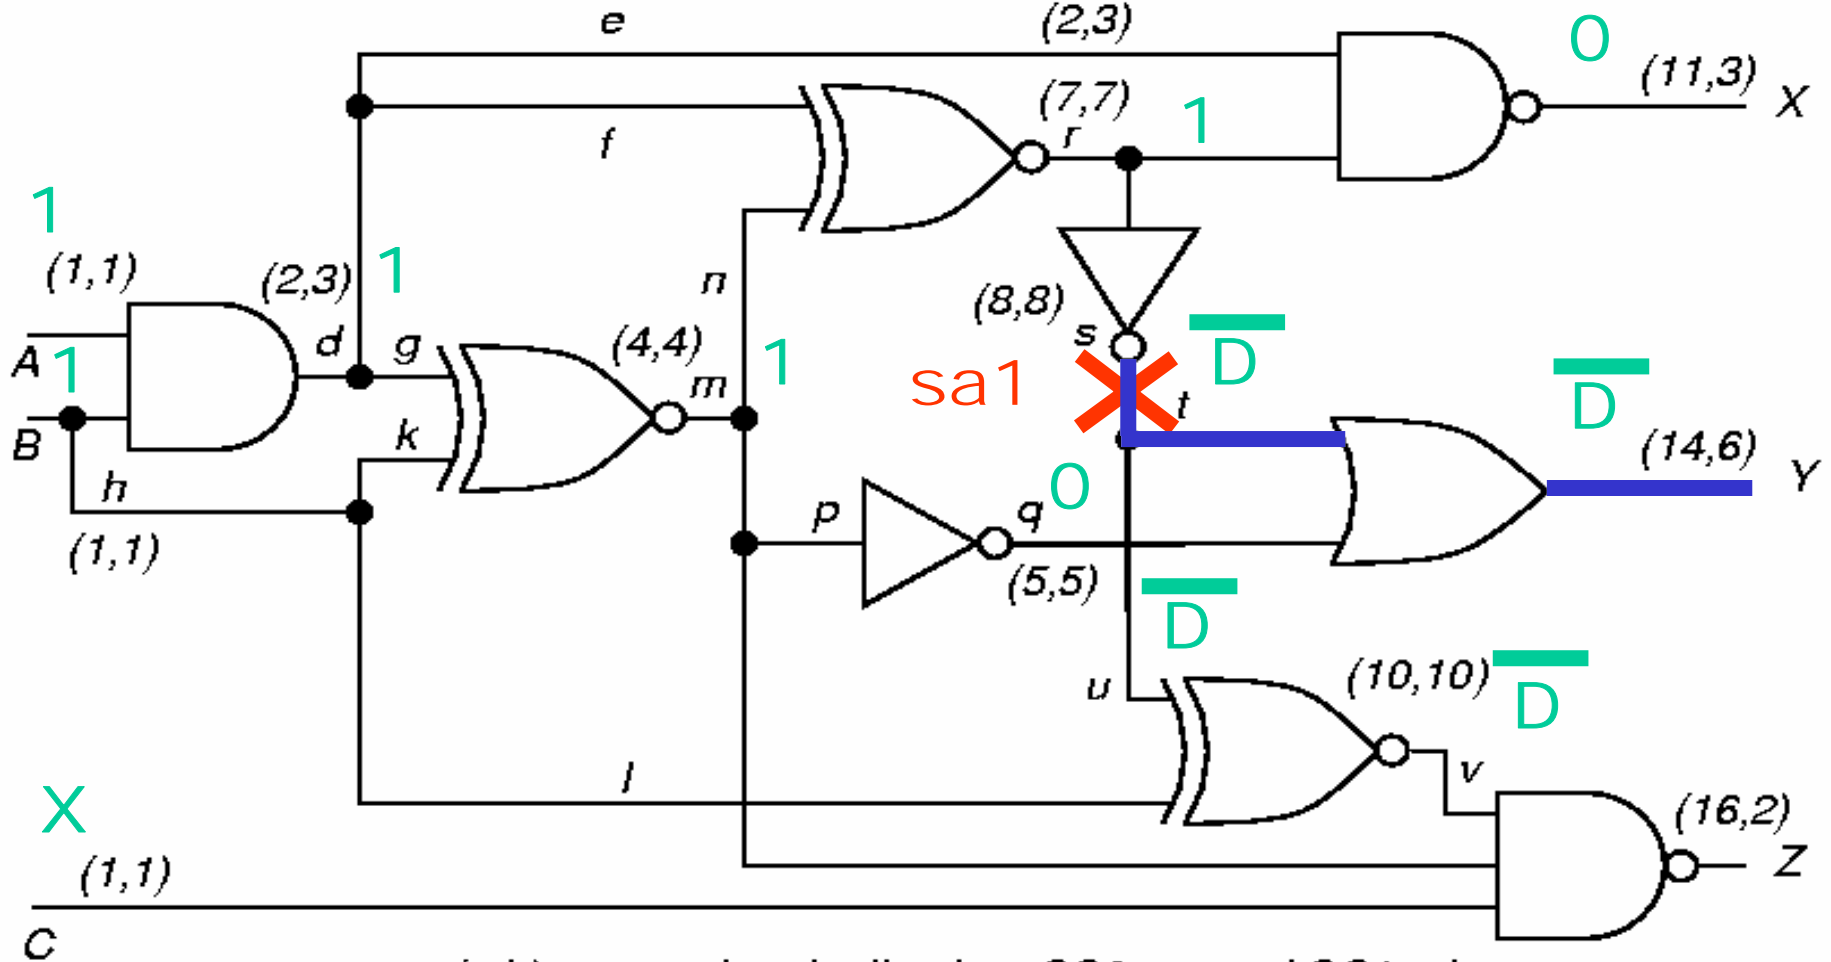 e
(2,3)
0
(11,3)
X
f
(7,7)
r
1
1
(1,1)
(2,3)
1
n
(8,8)
s
D
A
1
d
g
(4,4)
m
1
sa1
t
D
B
k
(14,6)
Y
h
(1,1)
p
0
q
(5,5)
D
u
(10,10)
D
l
v
X
(1,1)
(16,2)
Z
C